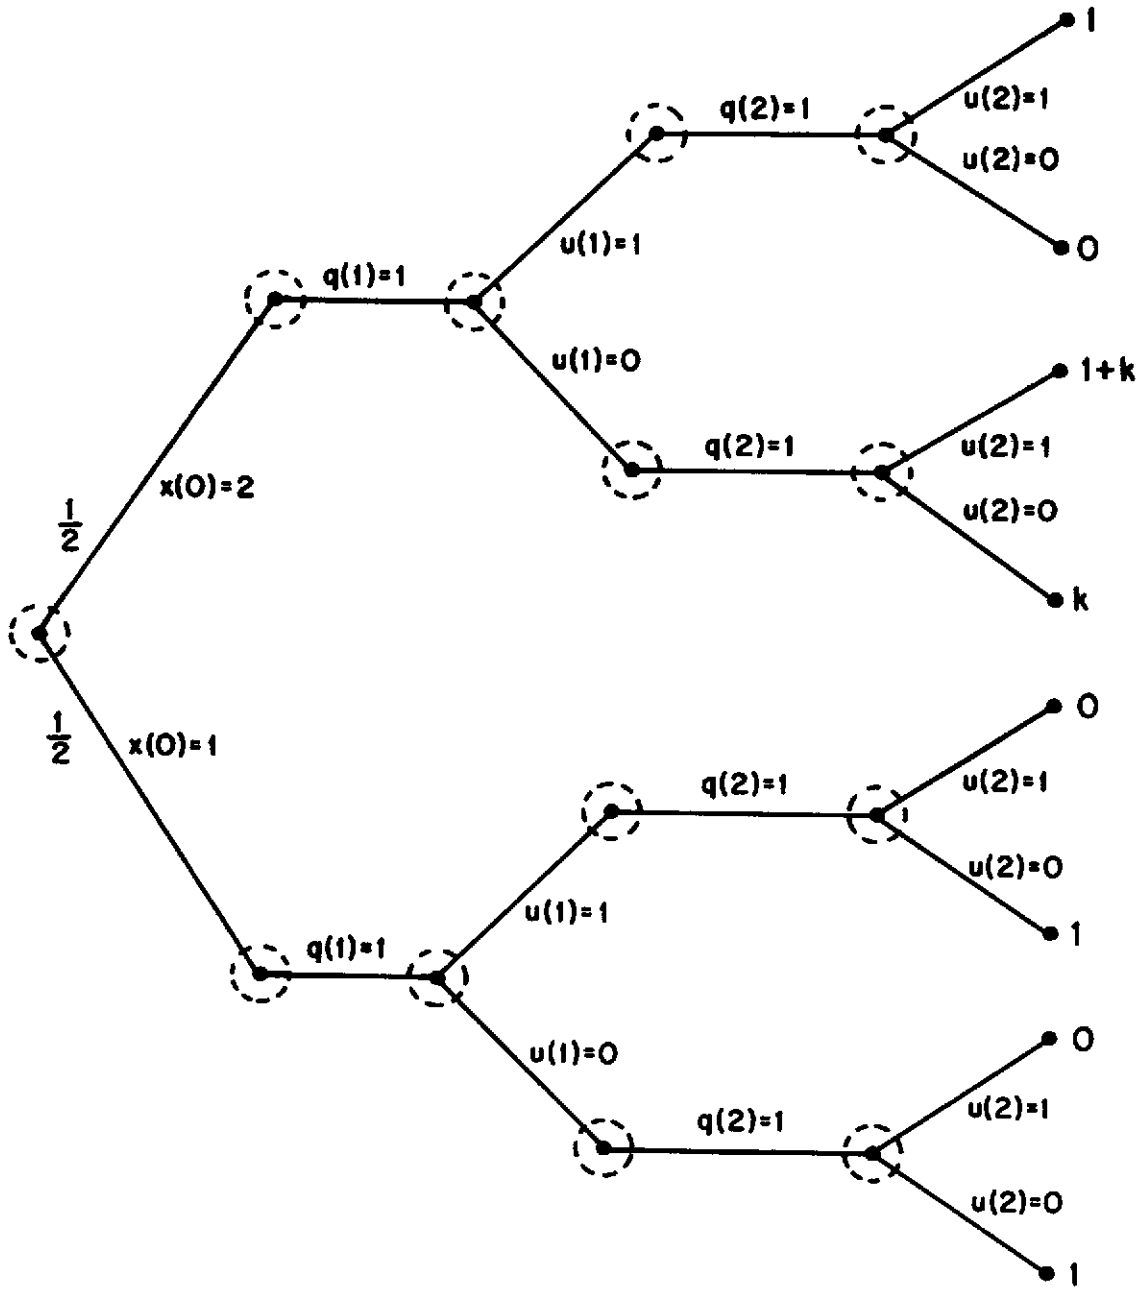 1
q(2)=1
u(2)=1
u(2)=0
0
u(1)=1
q(1)=1
u(1)=0
1+k
q(2)=1
u(2)=1
u(2)=0
k
x(0)=2
1/2
1/2
x(0)=1
0
q(2)=1
u(2)=1
u(2)=0
1
u(1)=1
q(1)=1
u(1)=0
0
q(2)=1
u(2)=1
u(2)=0
1